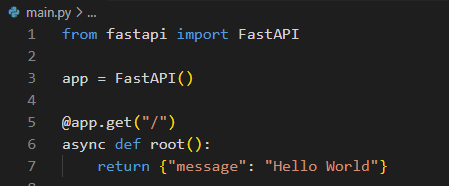 main.py > ...
1 from fastapi import FastAPI
2
3 app = FastAPI()
4
5 @app.get("/")
6 async def root():
7     return {"message": "Hello World"}